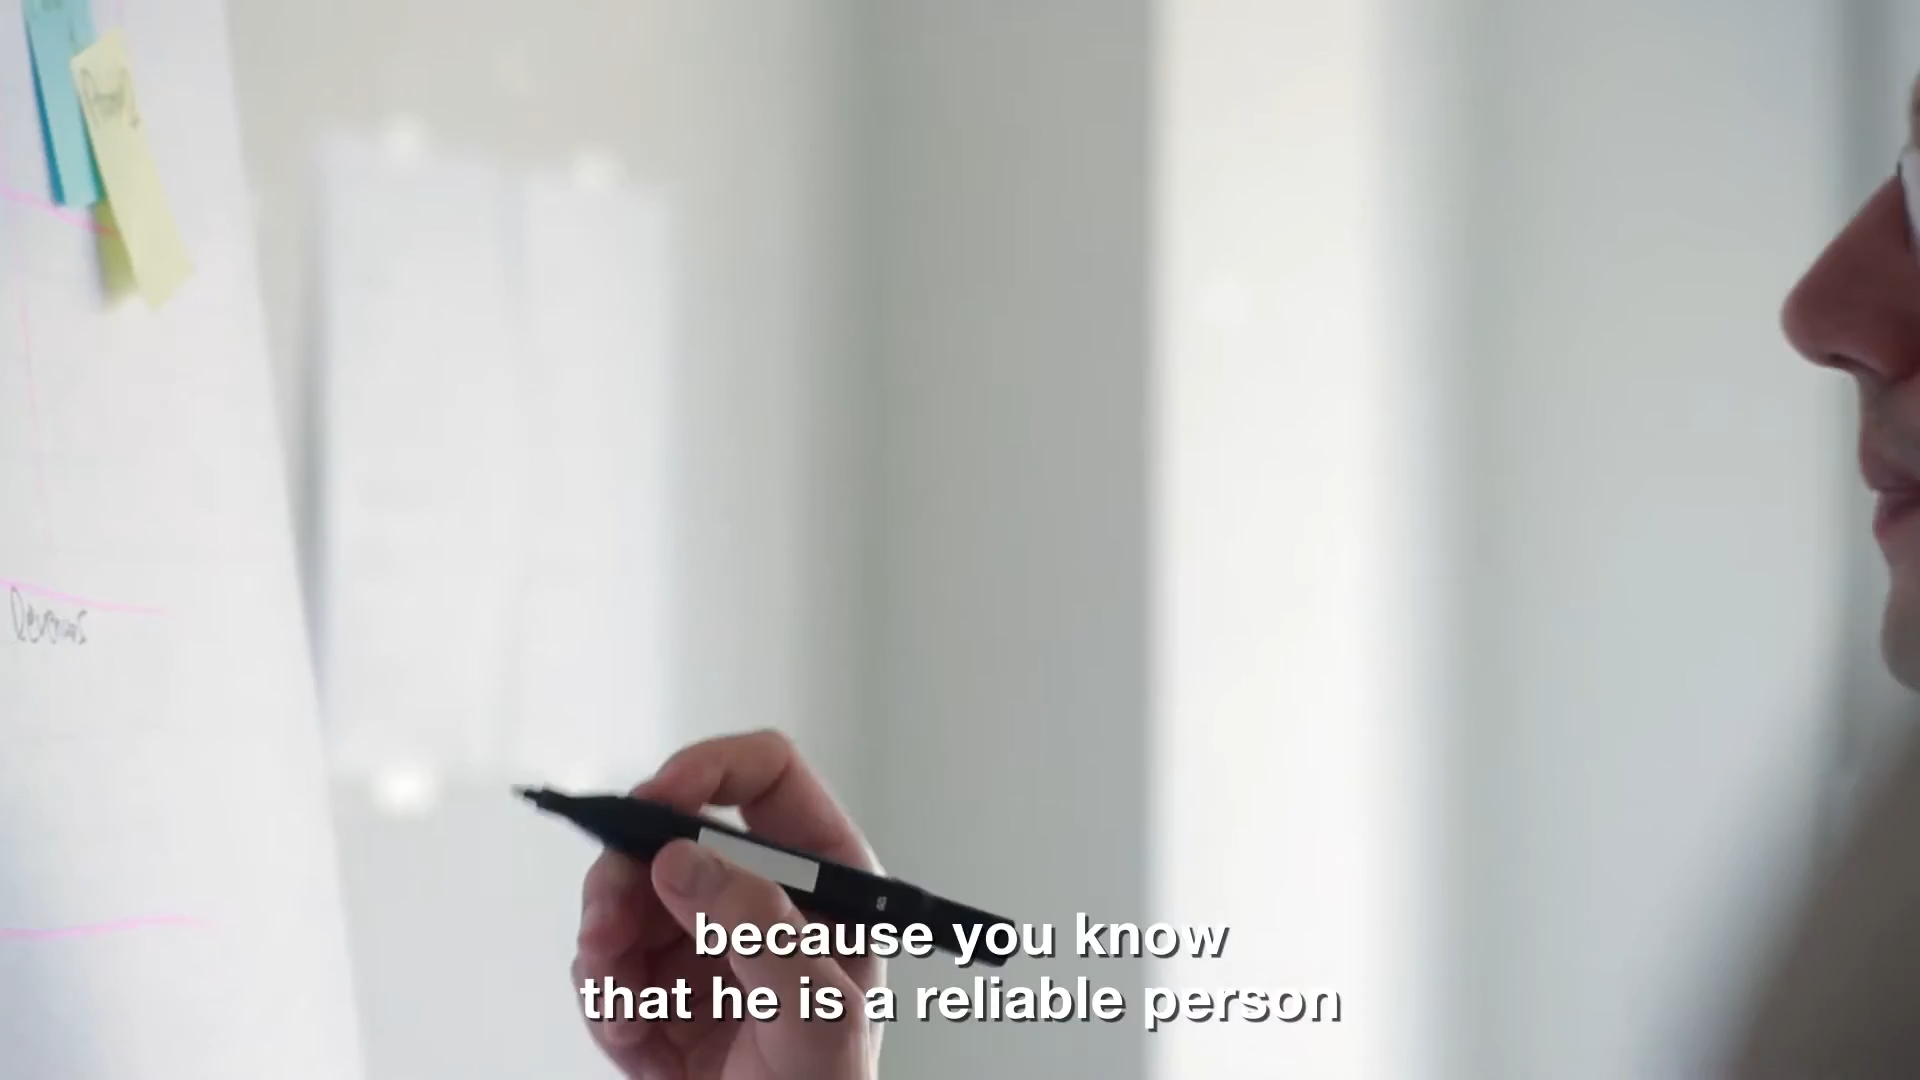 because you know
that he is a reliable person